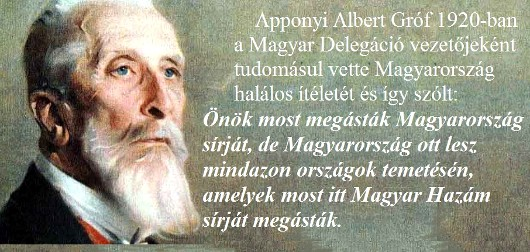 Apponyi Albert Gróf 1920-ban
a Magyar Delegáció vezetőjeként
tudomásul vette Magyarország
halálos ítéletét és így szólt:
Önök most megásták Magyarország
sírját, de Magyarország ott lesz
mindazon országok temetésén,
amelyek most itt Magyar Hazám
sírját megásták.